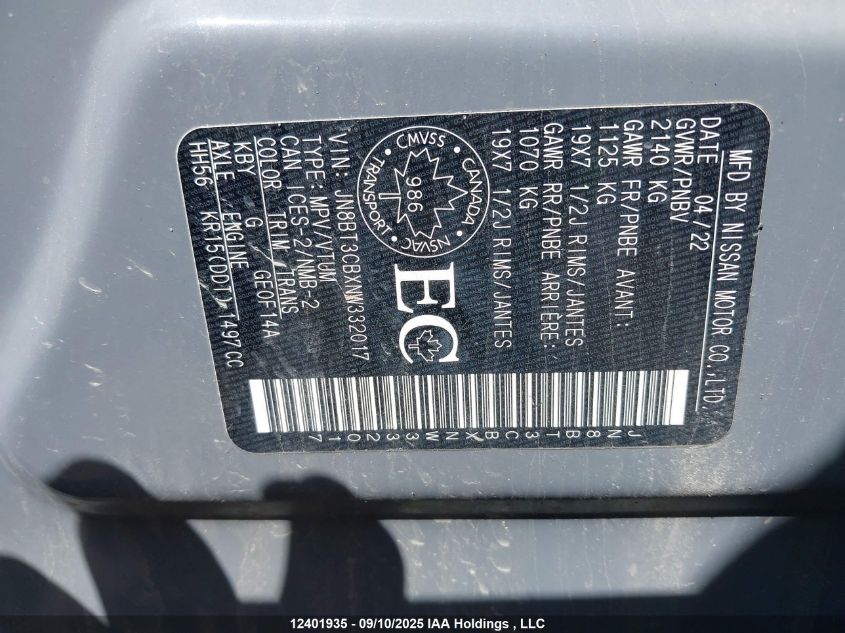 MFD BY NISSAN MOTOR CO.,LTD.
DATE 04/22
GVWR/PNBV
2140 KG
GAWR FR/PNBE AVANT:
1125 KG
19X7 1/2J RIMS/JANTES
GAWR RR/PNBE ARRIERE:
1070 KG
19X7 1/2J RIMS/JANTES
CMVSS
CANADA
TRANSPORT
NSVAC
986
EC
VIN: JN8BT3CBXNW332017
TYPE: MPV/VTUM
CAN ICES-2/NMB-2
COLOR TRIM TRANS
KBY G GE0F14A
AXLE ENGINE
HH56 KR15(DDT) 1497CC
JN8BT3CBXNW332017
12401935 - 09/10/2025 IAA Holdings , LLC